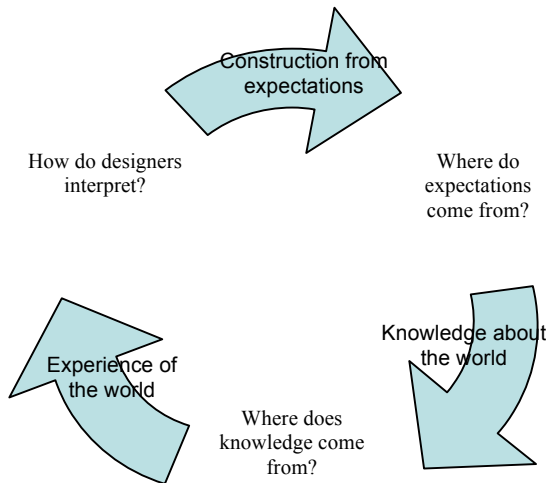 Construction from
expectations
How do designers
interpret?
Where do
expectations
come from?
Knowledge about
the world
Experience of
the world
Where does
knowledge come
from?